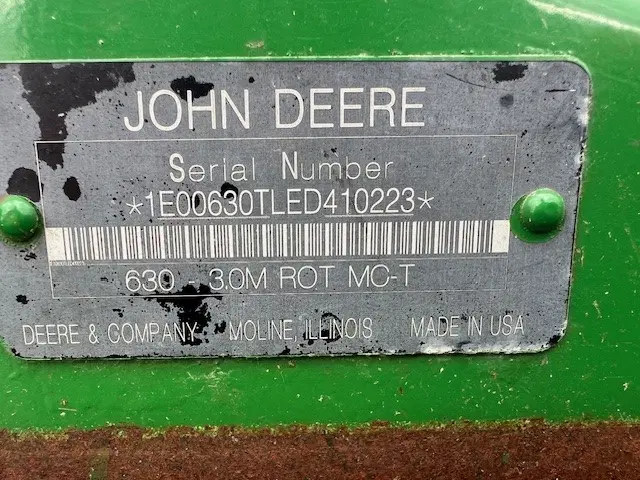 JOHN DEERE
Serial Number
*1E00630TLED410223*
630 3.0M ROT MC-T
DEERE & COMPANY MOLINE, ILLINOIS MADE IN USA